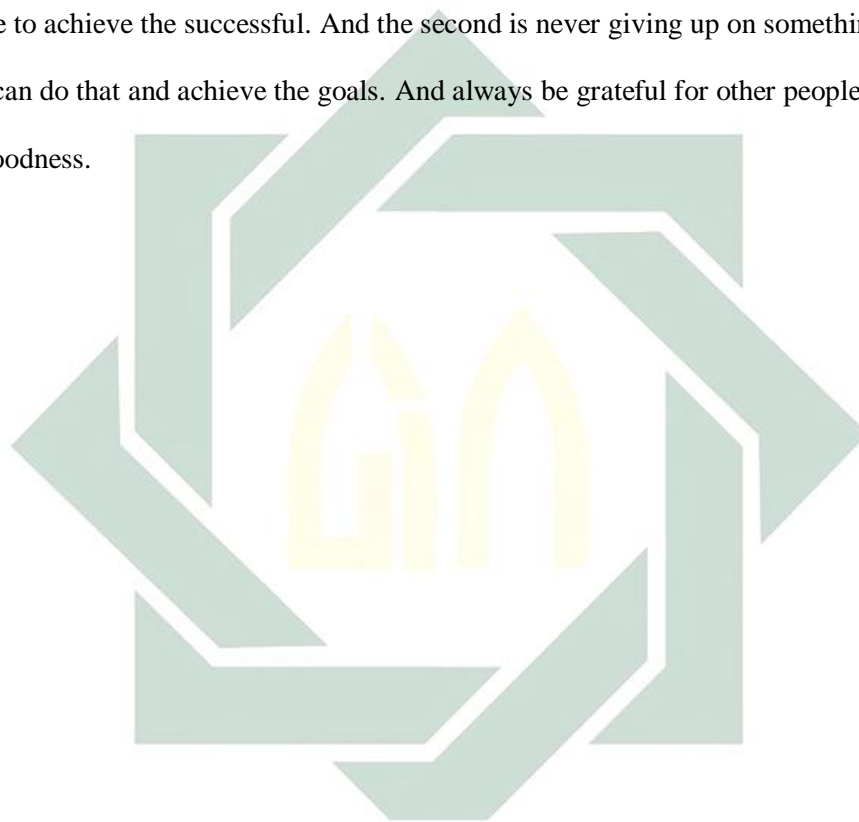 e to achieve the successful. And the second is never giving up on somethin
can do that and achieve the goals. And always be grateful for other people
oodness.
uin